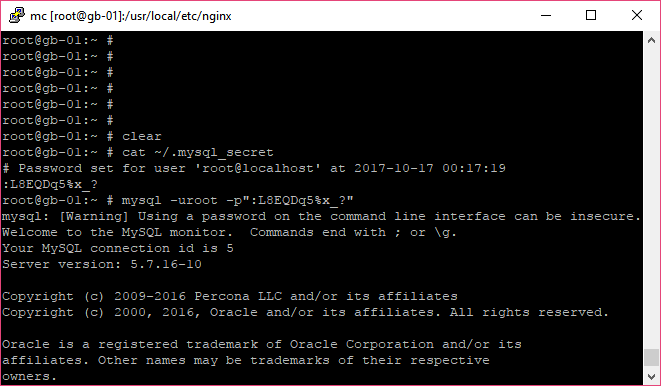 mc [root@gb-01]:/usr/local/etc/nginx
root@gb-01:~ #
root@gb-01:~ #
root@gb-01:~ #
root@gb-01:~ #
root@gb-01:~ #
root@gb-01:~ #
root@gb-01:~ # clear
root@gb-01:~ # cat ~/.mysql_secret
# Password set for user 'root@localhost' at 2017-10-17 00:17:19
:L8EQDq5%x_?
root@gb-01:~ # mysql -uroot -p":L8EQDq5%x_?"
mysql: [Warning] Using a password on the command line interface can be insecure.
Welcome to the MySQL monitor.  Commands end with ; or \g.
Your MySQL connection id is 5
Server version: 5.7.16-10
Copyright (c) 2009-2016 Percona LLC and/or its affiliates
Copyright (c) 2000, 2016, Oracle and/or its affiliates. All rights reserved.
Oracle is a registered trademark of Oracle Corporation and/or its
affiliates. Other names may be trademarks of their respective
owners.